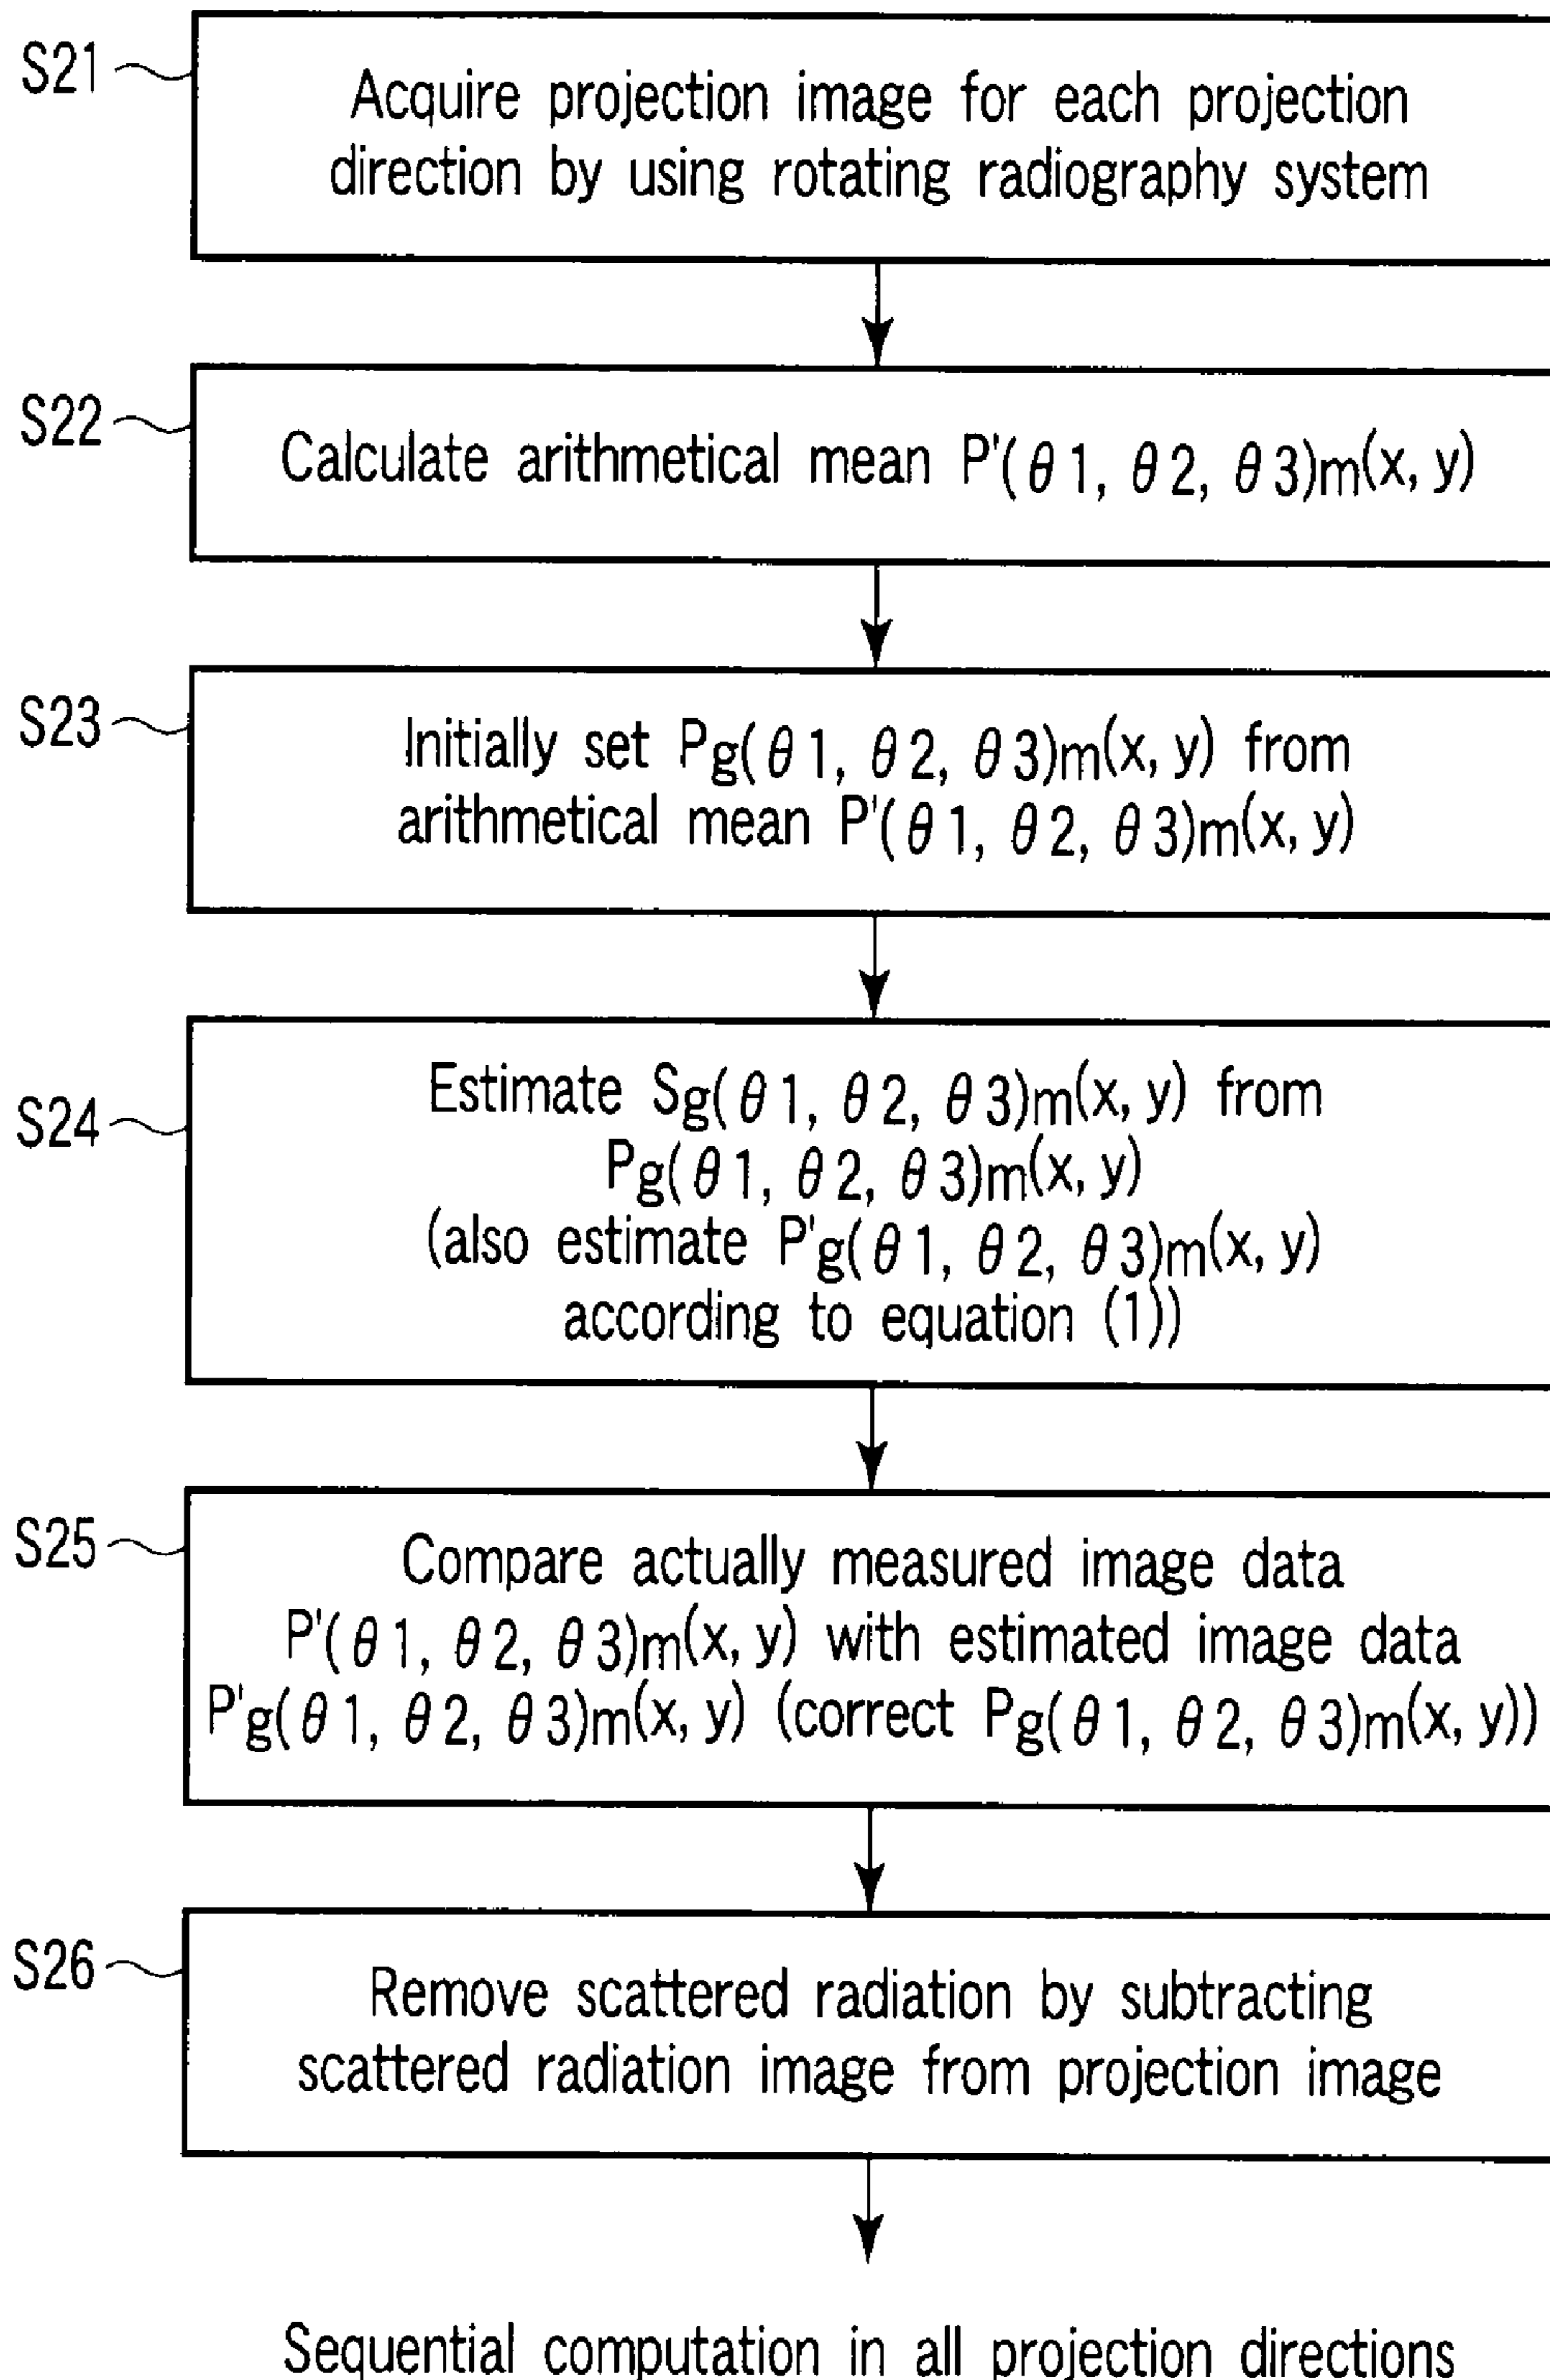 S21
Acquire projection image for each projection
direction by using rotating radiography system
S22
Calculate arithmetical mean P'(θ1, θ2, θ3)m(x, y)
S23
Initially set Pg(θ1, θ2, θ3)m(x, y) from
arithmetical mean P'(θ1, θ2, θ3)m(x, y)
S24
Estimate Sg(θ1, θ2, θ3)m(x, y) from
Pg(θ1, θ2, θ3)m(x, y)
(also estimate P'g(θ1, θ2, θ3)m(x, y)
according to equation (1))
S25
Compare actually measured image data
P'(θ1, θ2, θ3)m(x, y) with estimated image data
P'g(θ1, θ2, θ3)m(x, y) (correct Pg(θ1, θ2, θ3)m(x, y))
S26
Remove scattered radiation by subtracting
scattered radiation image from projection image
Sequential computation in all projection directions